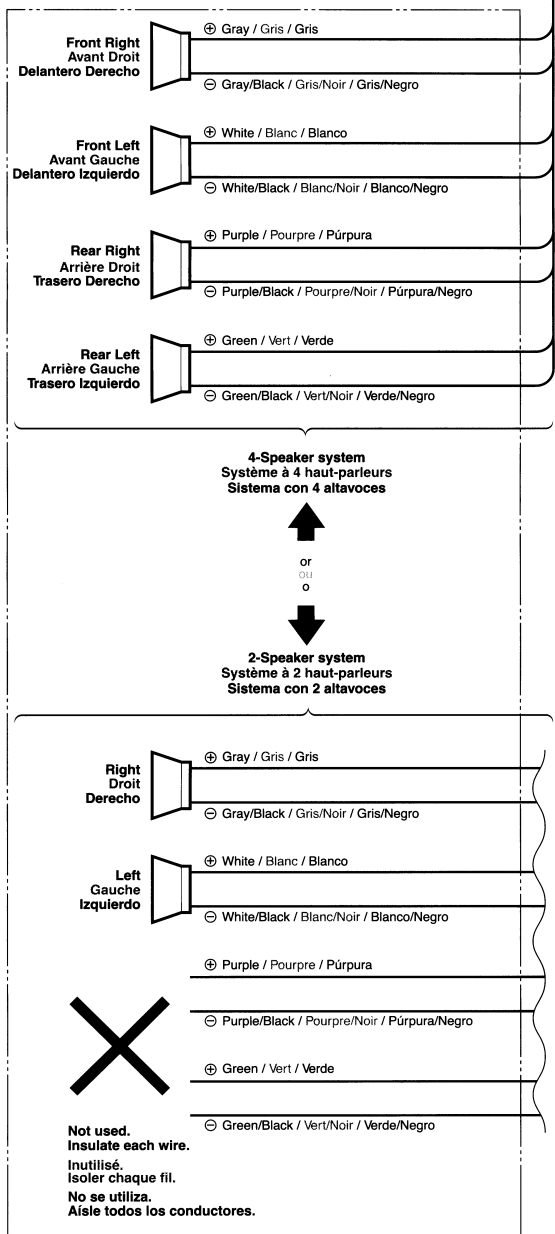 ⊕ Gray / Gris / Gris
Front Right
Avant Droit
Delantero Derecho
⊖ Gray/Black / Gris/Noir / Gris/Negro
⊕ White / Blanc / Blanco
Front Left
Avant Gauche
Delantero Izquierdo
⊖ White/Black / Blanc/Noir / Blanco/Negro
⊕ Purple / Pourpre / Púrpura
Rear Right
Arrière Droit
Trasero Derecho
⊖ Purple/Black / Pourpre/Noir / Púrpura/Negro
⊕ Green / Vert / Verde
Rear Left
Arrière Gauche
Trasero Izquierdo
⊖ Green/Black / Vert/Noir / Verde/Negro
4-Speaker system
Système à 4 haut-parleurs
Sistema con 4 altavoces
or
ou
o
2-Speaker system
Système à 2 haut-parleurs
Sistema con 2 altavoces
⊕ Gray / Gris / Gris
Right
Droit
Derecho
⊖ Gray/Black / Gris/Noir / Gris/Negro
⊕ White / Blanc / Blanco
Left
Gauche
Izquierdo
⊖ White/Black / Blanc/Noir / Blanco/Negro
⊕ Purple / Pourpre / Púrpura
⊖ Purple/Black / Pourpre/Noir / Púrpura/Negro
⊕ Green / Vert / Verde
⊖ Green/Black / Vert/Noir / Verde/Negro
Not used.
Insulate each wire.
Inutilisé.
Isoler chaque fil.
No se utiliza.
Aísle todos los conductores.